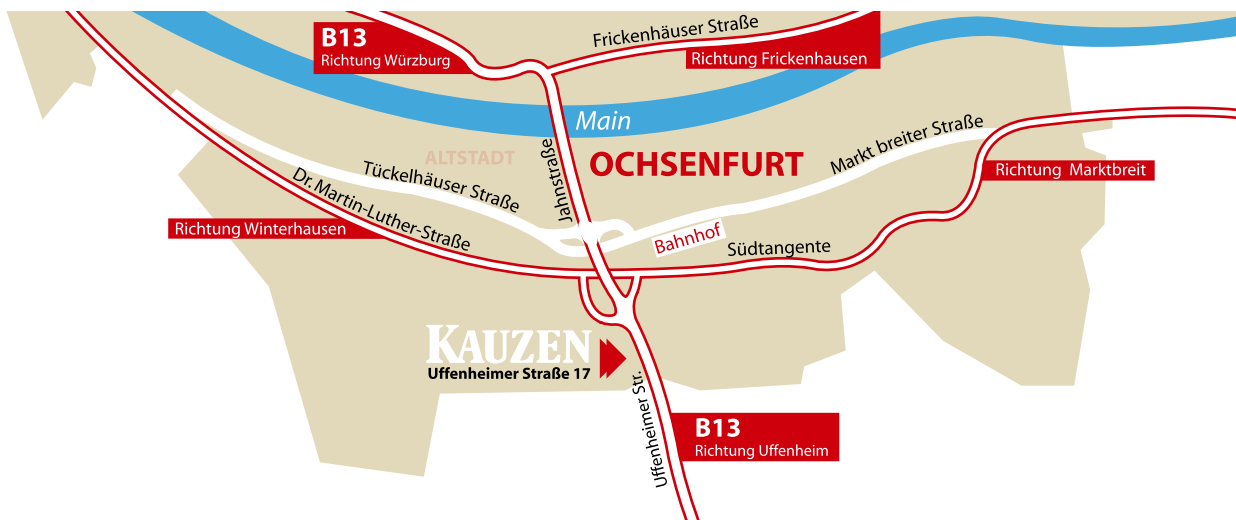 B13
Richtung Würzburg
Frickenhäuser Straße
Richtung Frickenhausen
Main
ALTSTADT
OCHSENFURT
Markt breiter Straße
Richtung Marktbreit
Tückelhäuser Straße
Jahnstraße
Dr. Martin-Luther-Straße
Richtung Winterhausen
Bahnhof
Südtangente
KAUZEN
Uffenheimer Straße 17
Uffenheimer Str.
B13
Richtung Uffenheim